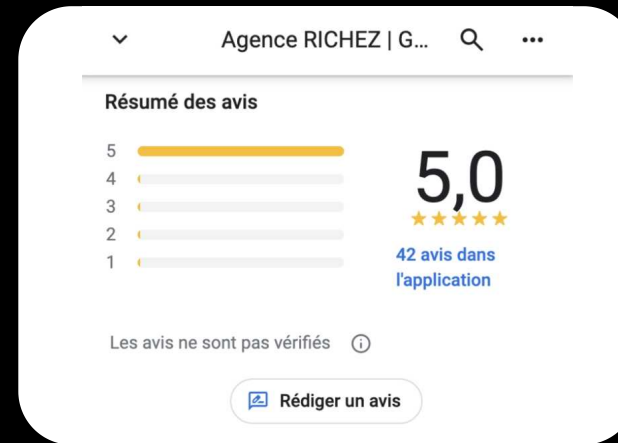 Agence RICHEZ | G...
Résumé des avis
5
4
3
2
1
5,0
42 avis dans
l'application
Les avis ne sont pas vérifiés
Rédiger un avis